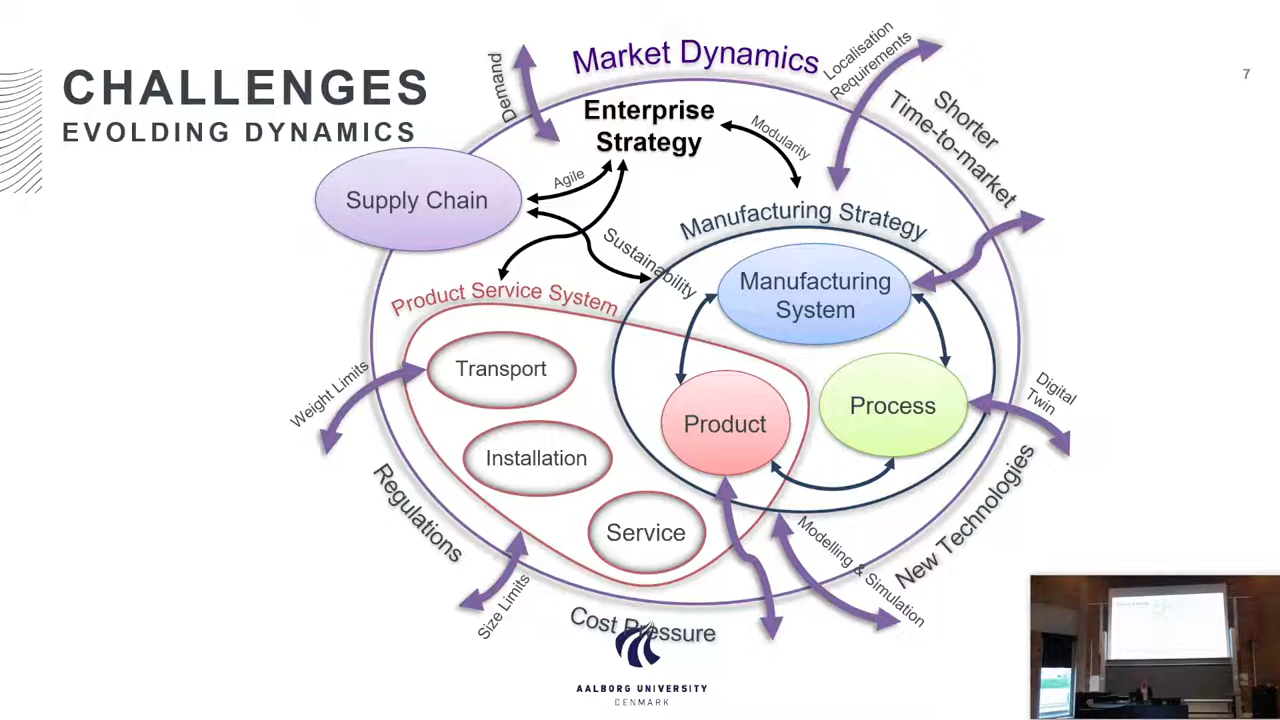 CHALLENGES
EVOLDING DYNAMICS
7
Market Dynamics
Demand
Localisation
Requirements
Shorter
Time-to-market
Enterprise
Strategy
Modularity
Agile
Supply Chain
Sustainability
Manufacturing Strategy
Manufacturing
System
Product Service System
Transport
Installation
Service
Product
Process
Weight Limits
Digital
Twin
Regulations
New Technologies
Modelling & Simulation
Size Limits
Cost Pressure
AALBORG UNIVERSITY
DENMARK